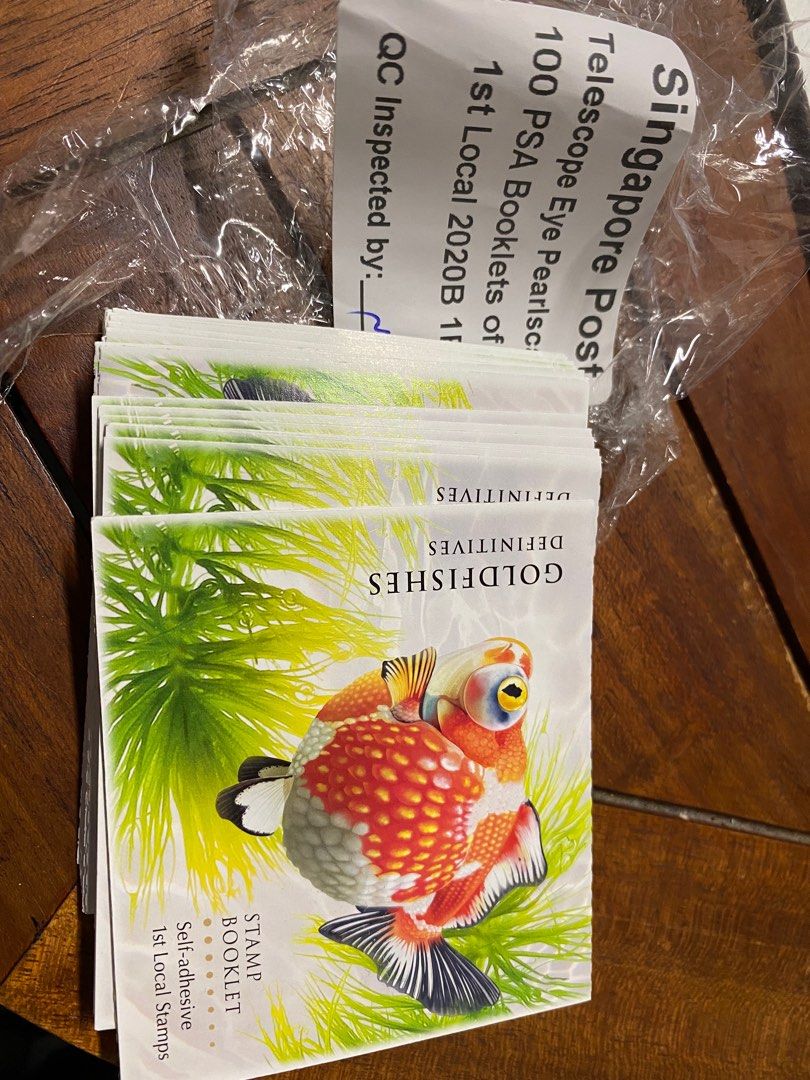 Singapore Post
Telescope Eye Pearlsc
100 PSA Booklets of
1st Local 2020B
QC Inspected by:
DEFINITIVES
GOLDFISHES
DEFINITIVES
STAMP
BOOKLET
Self-adhesive
1st Local Stamps